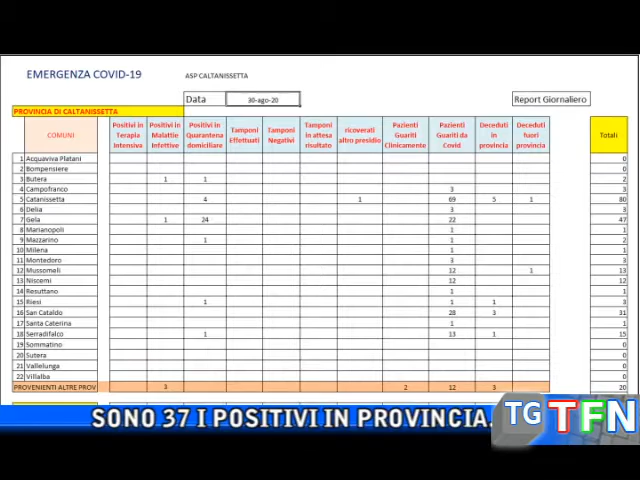 EMERGENZA COVID-19 ASP CALTANISSETTA
Data 30-ago-20 Report Giornaliero
PROVINCIA DI CALTANISSETTA
COMUNI Positivi in Terapia Intensiva Positivi in Malattie Infettive Positivi in Quarantena domiciliare Tamponi Effettuati Tamponi Negativi Tamponi in attesa risultato ricoverati altro presidio Pazienti Guariti Clinicamente Pazienti Guariti da Covid Deceduti in provincia Deceduti fuori provincia Totali
1 Acquaviva Platani 0
2 Bompensiere 0
3 Butera 1 1 2
4 Campofranco 3 3
5 Catanissetta 4 1 69 5 1 80
6 Delia 3 3
7 Gela 1 24 22 47
8 Marianopoli 1 1
9 Mazzarino 1 1 2
10 Milena 1 1
11 Montedoro 3 3
12 Mussomeli 12 1 13
13 Niscemi 12 12
14 Resuttano 1 1
15 Riesi 1 1 1 3
16 San Cataldo 28 3 31
17 Santa Caterina 1 1
18 Serradifalco 1 13 1 15
19 Sommatino 0
20 Sutera 0
21 Vallelunga 0
22 Villalba 0
PROVENIENTI ALTRE PROV 3 2 12 3 20
SONO 37 I POSITIVI IN PROVINCIA.
TG TFN